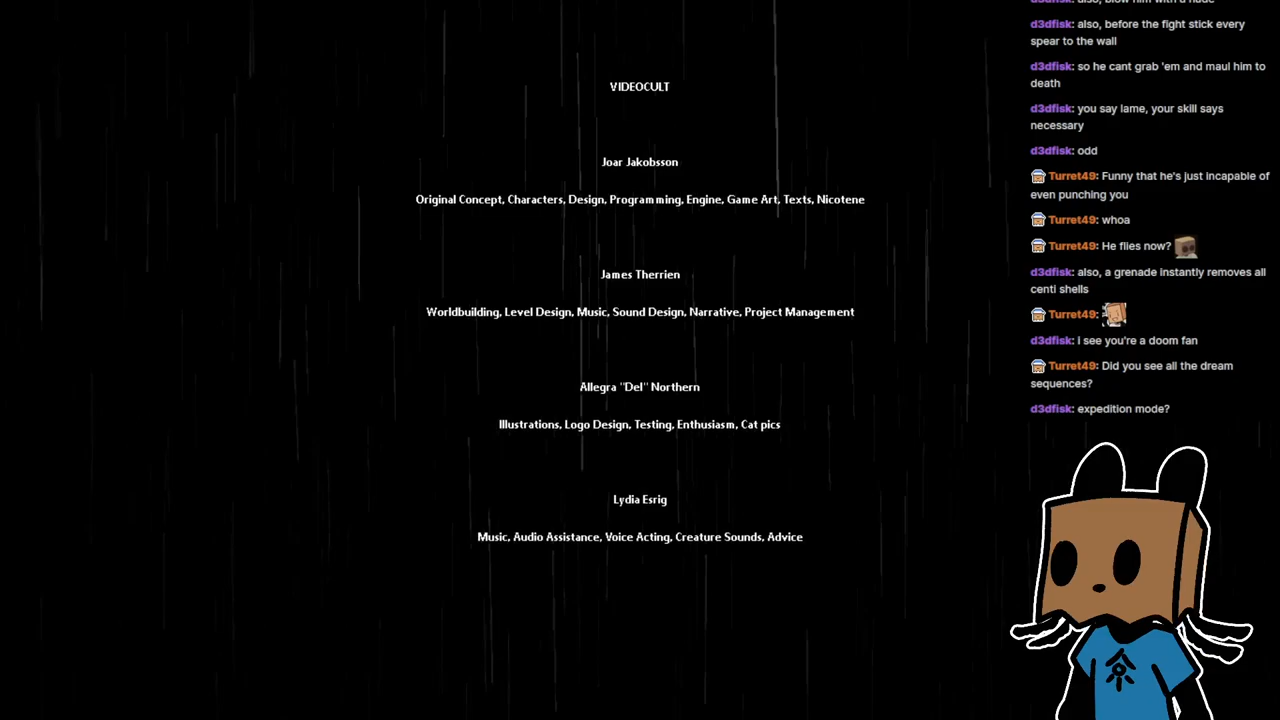 VIDEOCULT
Joar Jakobsson
Original Concept, Characters, Design, Programming, Engine, Game Art, Texts, Nicotene
James Therrien
Worldbuilding, Level Design, Music, Sound Design, Narrative, Project Management
Allegra "Del" Northern
Illustrations, Logo Design, Testing, Enthusiasm, Cat pics
Lydia Esrig
Music, Audio Assistance, Voice Acting, Creature Sounds, Advice
d3dfisk: also, blow him with a nade
d3dfisk: also, before the fight stick every
spear to the wall
d3dfisk: so he cant grab 'em and maul him to
death
d3dfisk: you say lame, your skill says
necessary
d3dfisk: odd
Turret49: Funny that he's just incapable of
even punching you
Turret49: whoa
Turret49: He flies now?
d3dfisk: also, a grenade instantly removes all
centi shells
Turret49:
d3dfisk: I see you're a doom fan
Turret49: Did you see all the dream
sequences?
d3dfisk: expedition mode?